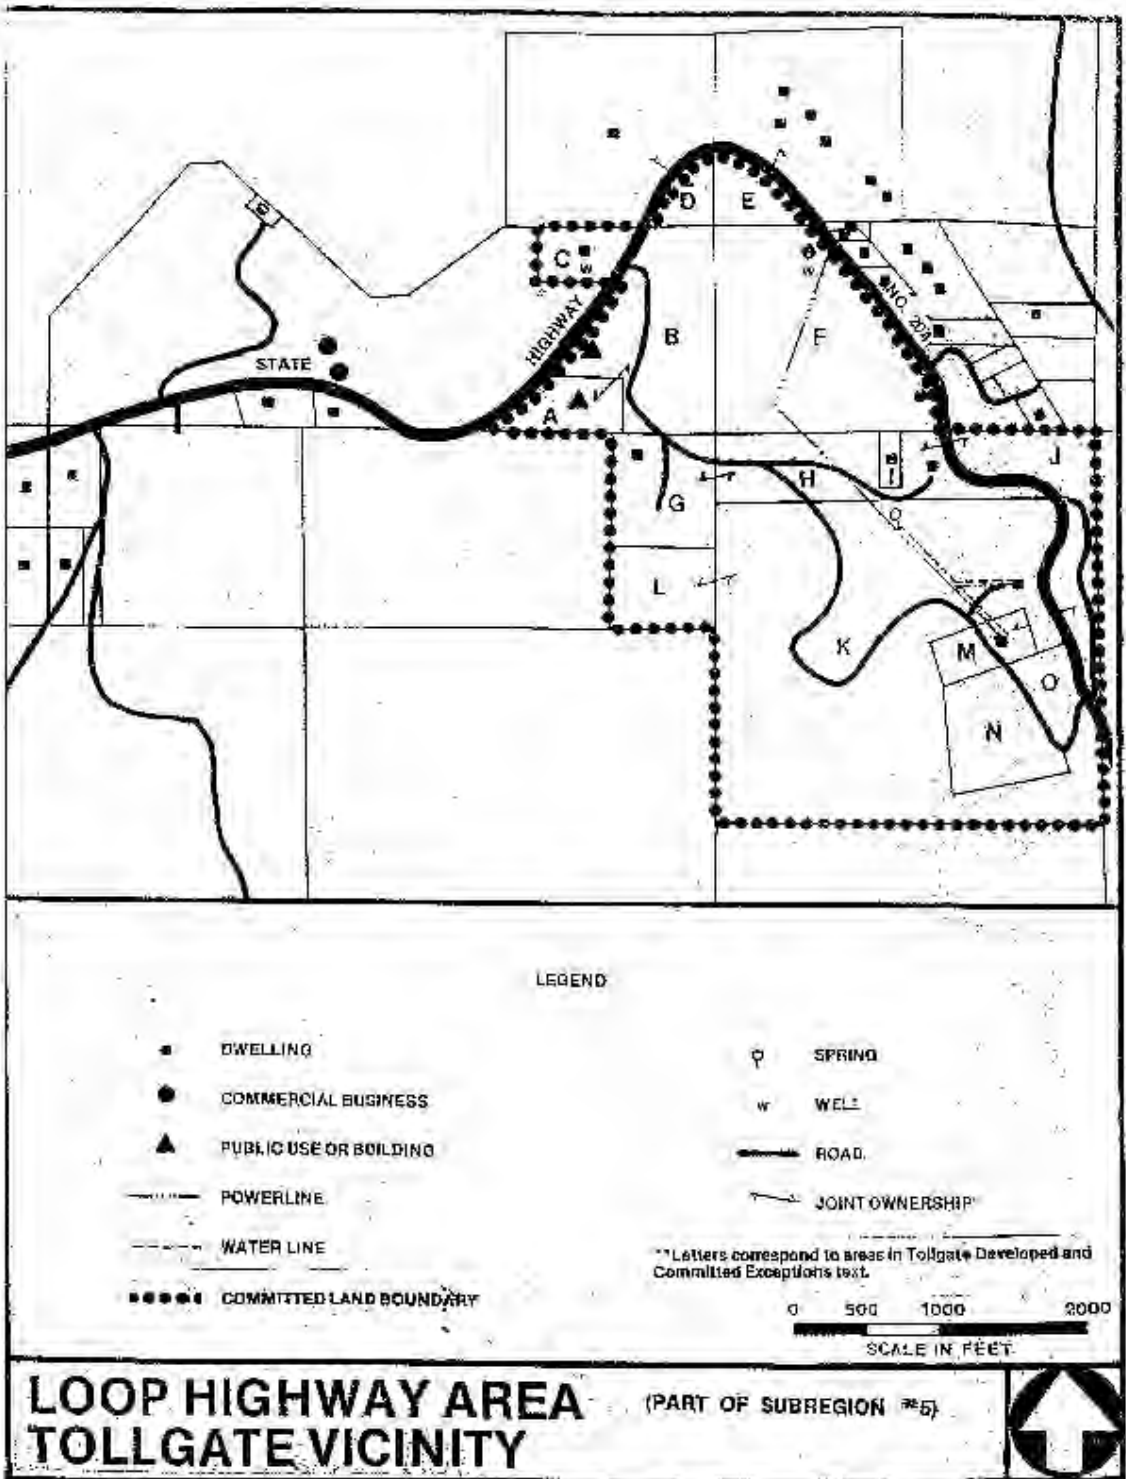 D
E
C
W
W
HIGHWAY
NO. 204
B
F
STATE
A
J
I
H
G
L
K
M
O
N
LEGEND
DWELLING
COMMERCIAL BUSINESS
PUBLIC USE OR BUILDING
POWERLINE
WATER LINE
COMMITTED LAND BOUNDARY
SPRING
W WELL
ROAD
JOINT OWNERSHIP
**Letters correspond to areas in Tollgate Developed and
Committed Exceptions text.
0 500 1000 2000
SCALE IN FEET
LOOP HIGHWAY AREA
TOLLGATE VICINITY
(PART OF SUBREGION #5)